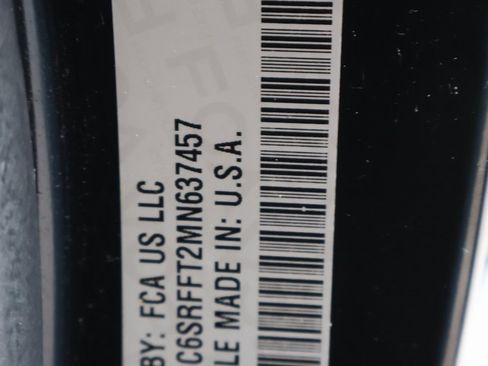 BY: FCA US LLC
C6SRFFT2MN637457
LE MADE IN: U.S.A.